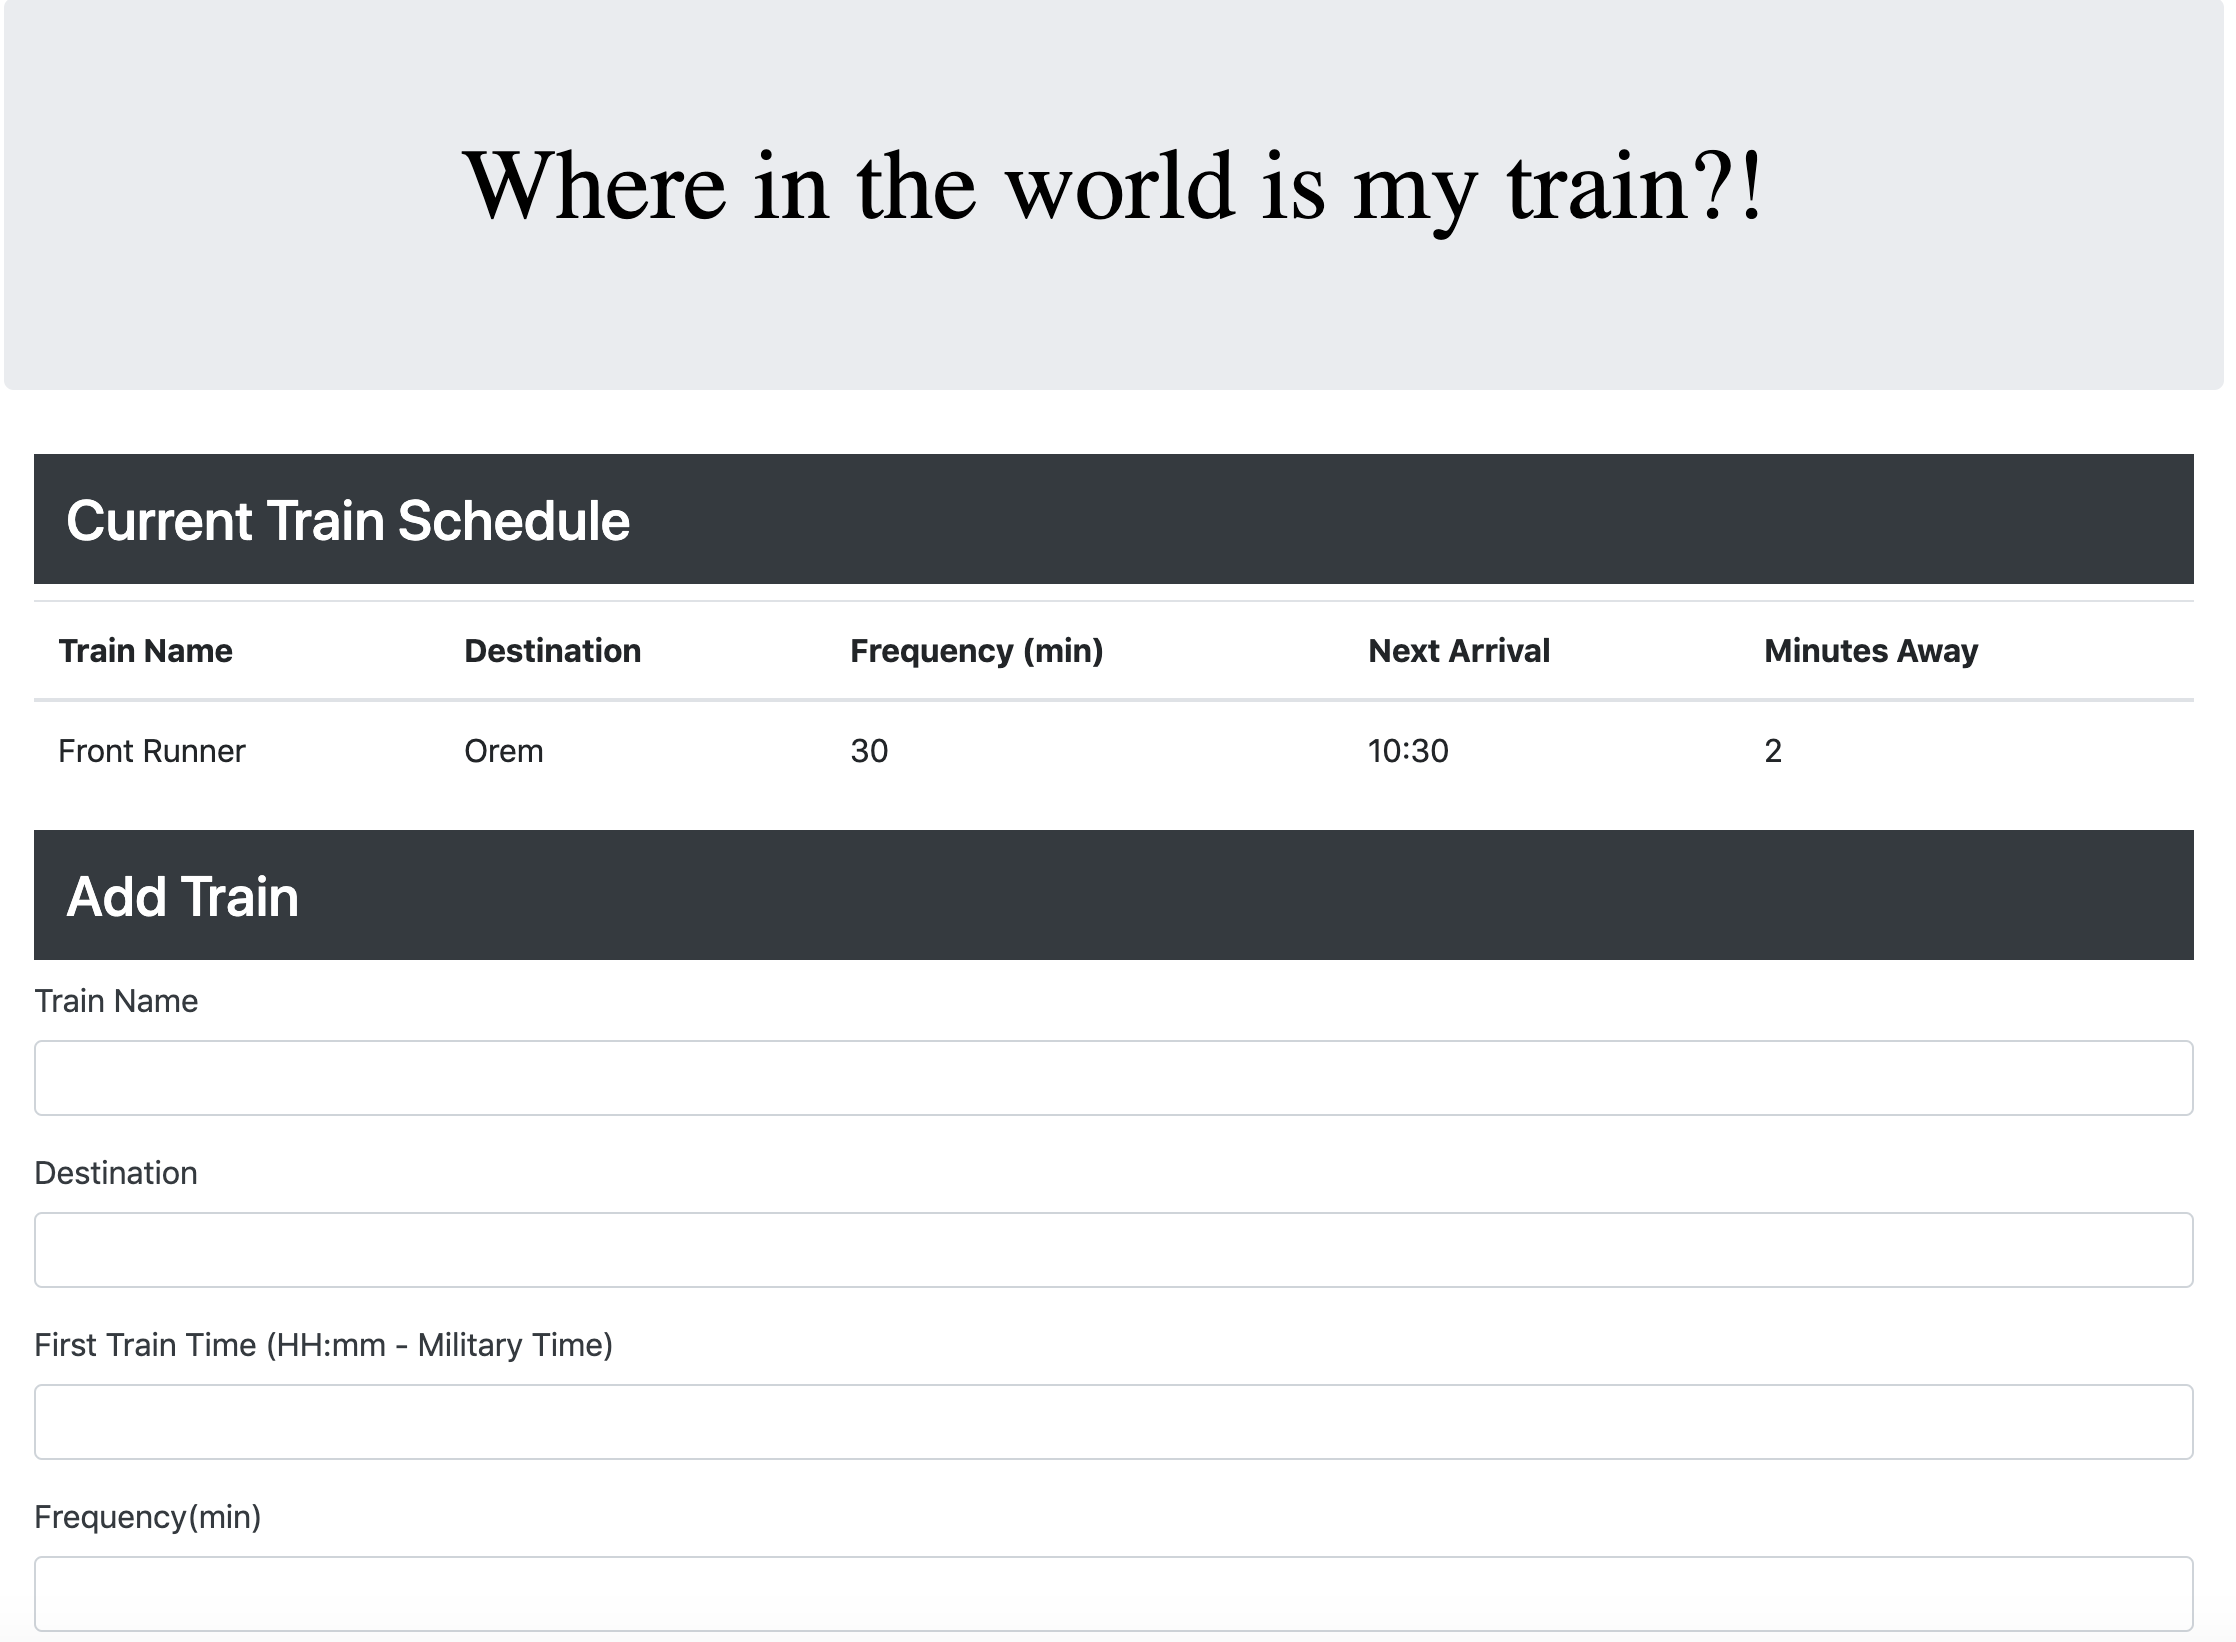 Where in the world is my train?!
Current Train Schedule
Train Name Destination Frequency (min) Next Arrival Minutes Away
Front Runner Orem 30 10:30 2
Add Train
Train Name
Destination
First Train Time (HH:mm - Military Time)
Frequency(min)